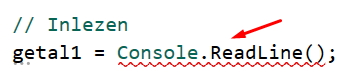 // Inlezen
getal1 = Console.ReadLine();